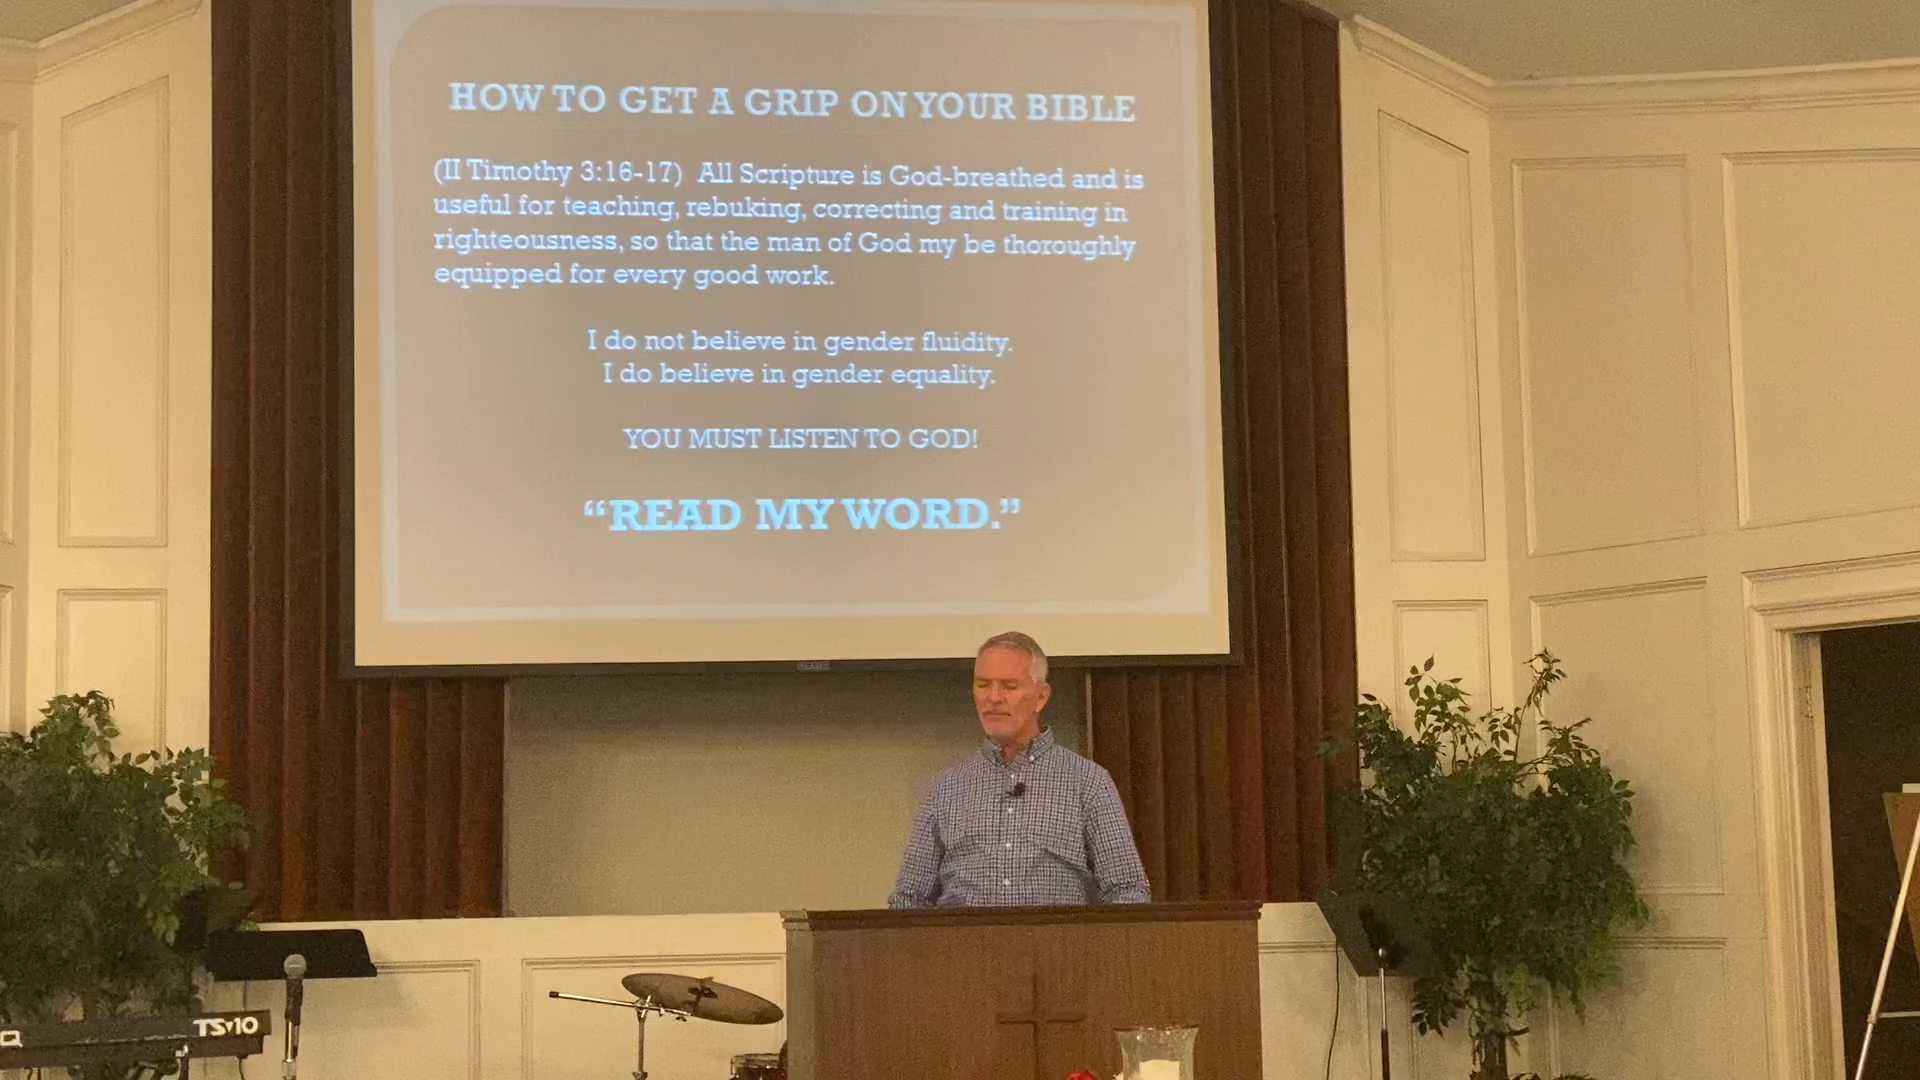 HOW TO GET A GRIP ON YOUR BIBLE
(II Timothy 3:16-17) All Scripture is God-breathed and is
useful for teaching, rebuking, correcting and training in
righteousness, so that the man of God my be thoroughly
equipped for every good work.
I do not believe in gender fluidity.
I do believe in gender equality.
YOU MUST LISTEN TO GOD!
“READ MY WORD.”
TSv10